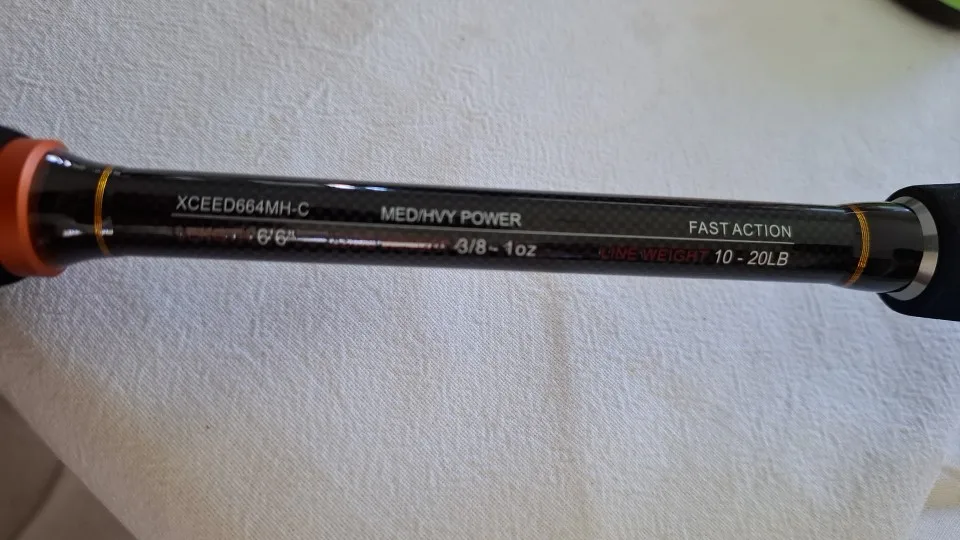 XCEED664MH-C MED/HVY POWER FAST ACTION
6'6" 3/8~1oz LINE WEIGHT 10 - 20LB